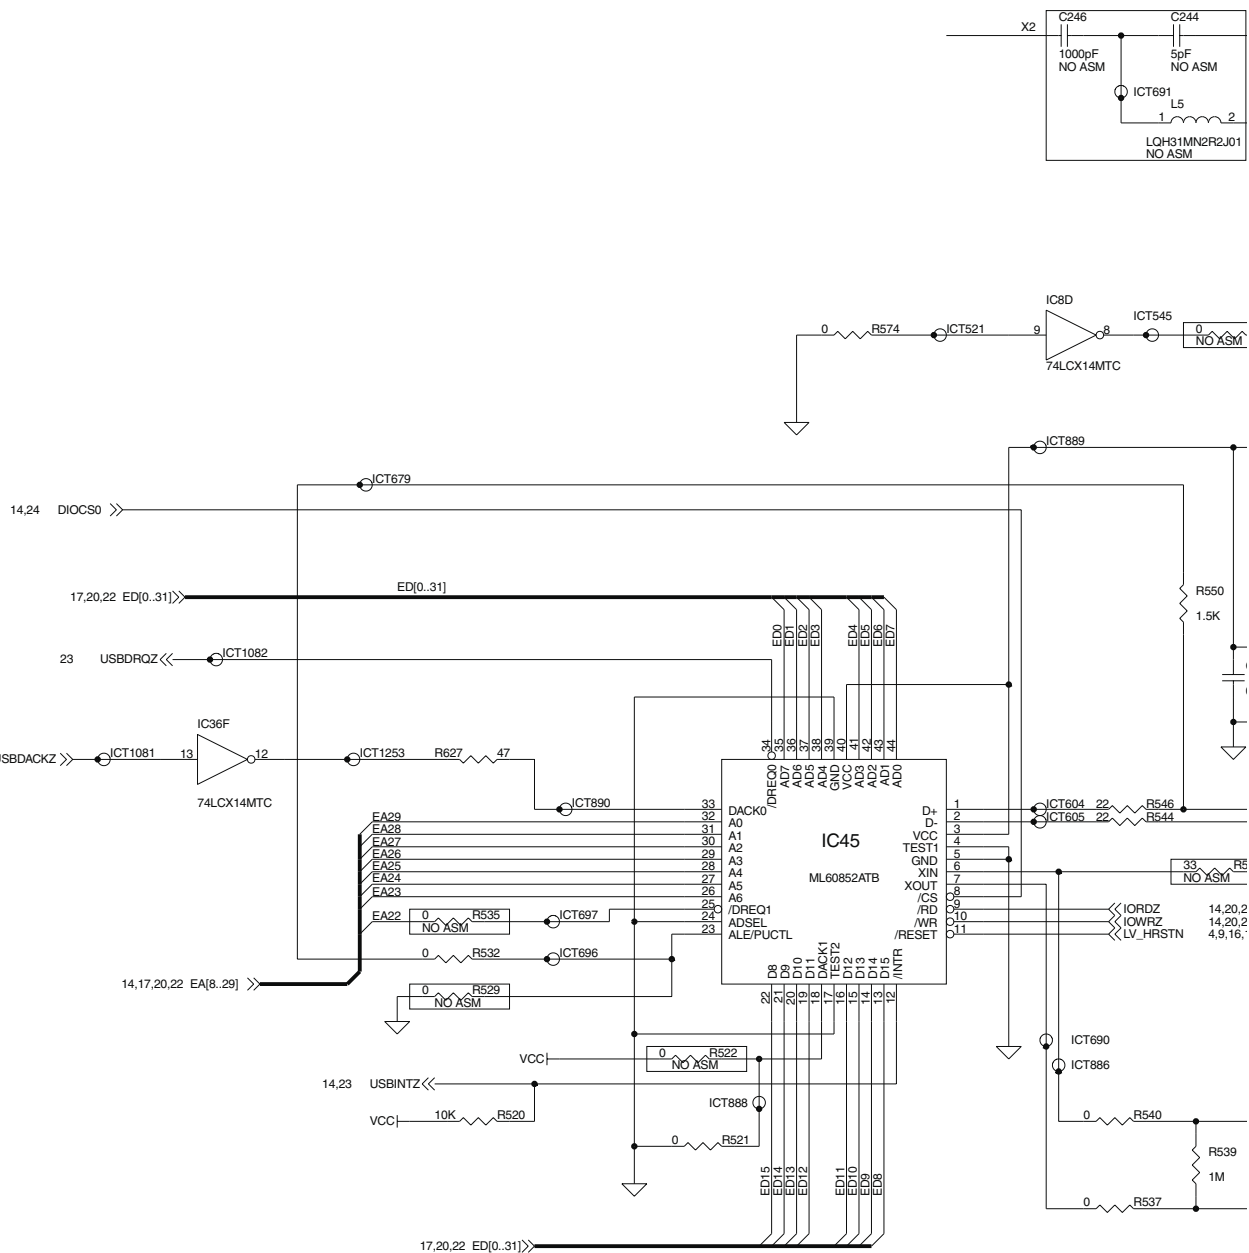 C246
C244
X2
1000pF
NO ASM
5pF
NO ASM
ICT691
L5
1
2
LQH31MN2R2J01
NO ASM
IC8D
ICT545
0
R574
ICT521
9
8
0
NO ASM
74LCX14MTC
ICT889
ICT679
14,24 DIOCS0
17,20,22 ED[0..31]
ED[0..31]
R550
1.5K
ED0
ED1
ED2
ED3
ED4
ED5
ED6
ED7
23 USBDRQZ
ICT1082
IC36F
SBDACKZ
ICT1081
13
12
ICT1253
R627
47
74LCX14MTC
34
35
36
37
38
39
40
41
42
43
44
/DREQ0
AD7
AD6
AD5
AD4
GND
VCC
AD3
AD2
AD1
AD0
ICT890
33 DACK0
EA29 32 A0
EA28 31 A1
EA27 30 A2
EA26 29 A3
EA25 28 A4
EA24 27 A5
EA23 26 A6
25 /DREQ1
24 ADSEL
23 ALE/PUCTL
IC45
ML60852ATB
D+ 1 ICT604 22 R546
D- 2 ICT605 22 R544
VCC 3
TEST1 4
GND 5
XIN 6
XOUT 7
/CS 8
/RD 9
/WR 10
/RESET 11
33 R5
NO ASM
IORDZ 14,20,2
IOWRZ 14,20,2
LV_HRSTN 4,9,16,1
EA22
0 R535
NO ASM
ICT697
0 R532
ICT696
14,17,20,22 EA[8..29]
0 R529
NO ASM
D8
D9
D10
D11
DACK1
TEST2
D12
D13
D14
D15
/INTR
22
21
20
19
18
17
16
15
14
13
12
VCC
0 R522
NO ASM
14,23 USBINTZ
ICT888
VCC
10K R520
0 R521
ICT690
ICT886
0 R540
R539
1M
0 R537
ED15
ED14
ED13
ED12
ED11
ED10
ED9
ED8
17,20,22 ED[0..31]